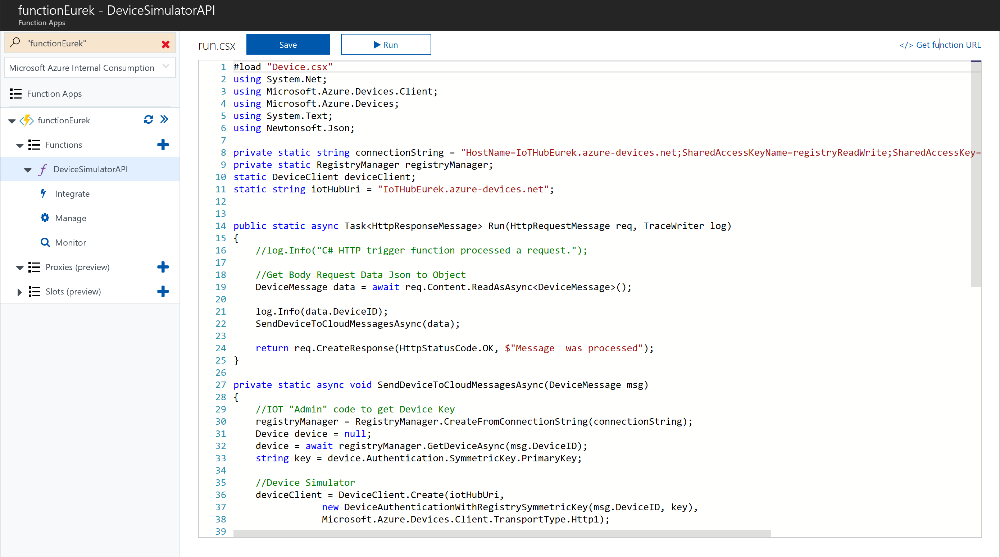 functionEurek - DeviceSimulatorAPI
Function Apps
"functionEurek"
Microsoft Azure Internal Consumption
Function Apps
functionEurek
Functions
DeviceSimulatorAPI
Integrate
Manage
Monitor
Proxies (preview)
Slots (preview)
run.csx
Save
Run
</> Get function URL
1 #load "Device.csx"
2 using System.Net;
3 using Microsoft.Azure.Devices.Client;
4 using Microsoft.Azure.Devices;
5 using System.Text;
6 using Newtonsoft.Json;
7
8 private static string connectionString = "HostName=IoTHubEurek.azure-devices.net;SharedAccessKeyName=registryReadWrite;SharedAccessKey=
9 private static RegistryManager registryManager;
10 static DeviceClient deviceClient;
11 static string iotHubUri = "IoTHubEurek.azure-devices.net";
12
13
14 public static async Task<HttpResponseMessage> Run(HttpRequestMessage req, TraceWriter log)
15 {
16     //log.Info("C# HTTP trigger function processed a request.");
17
18     //Get Body Request Data Json to Object
19     DeviceMessage data = await req.Content.ReadAsAsync<DeviceMessage>();
20
21     log.Info(data.DeviceID);
22     SendDeviceToCloudMessagesAsync(data);
23
24     return req.CreateResponse(HttpStatusCode.OK, $"Message  was processed");
25 }
26
27 private static async void SendDeviceToCloudMessagesAsync(DeviceMessage msg)
28 {
29     //IOT "Admin" code to get Device Key
30     registryManager = RegistryManager.CreateFromConnectionString(connectionString);
31     Device device = null;
32     device = await registryManager.GetDeviceAsync(msg.DeviceID);
33     string key = device.Authentication.SymmetricKey.PrimaryKey;
34
35     //Device Simulator
36     deviceClient = DeviceClient.Create(iotHubUri,
37                 new DeviceAuthenticationWithRegistrySymmetricKey(msg.DeviceID, key),
38                 Microsoft.Azure.Devices.Client.TransportType.Http1);
39